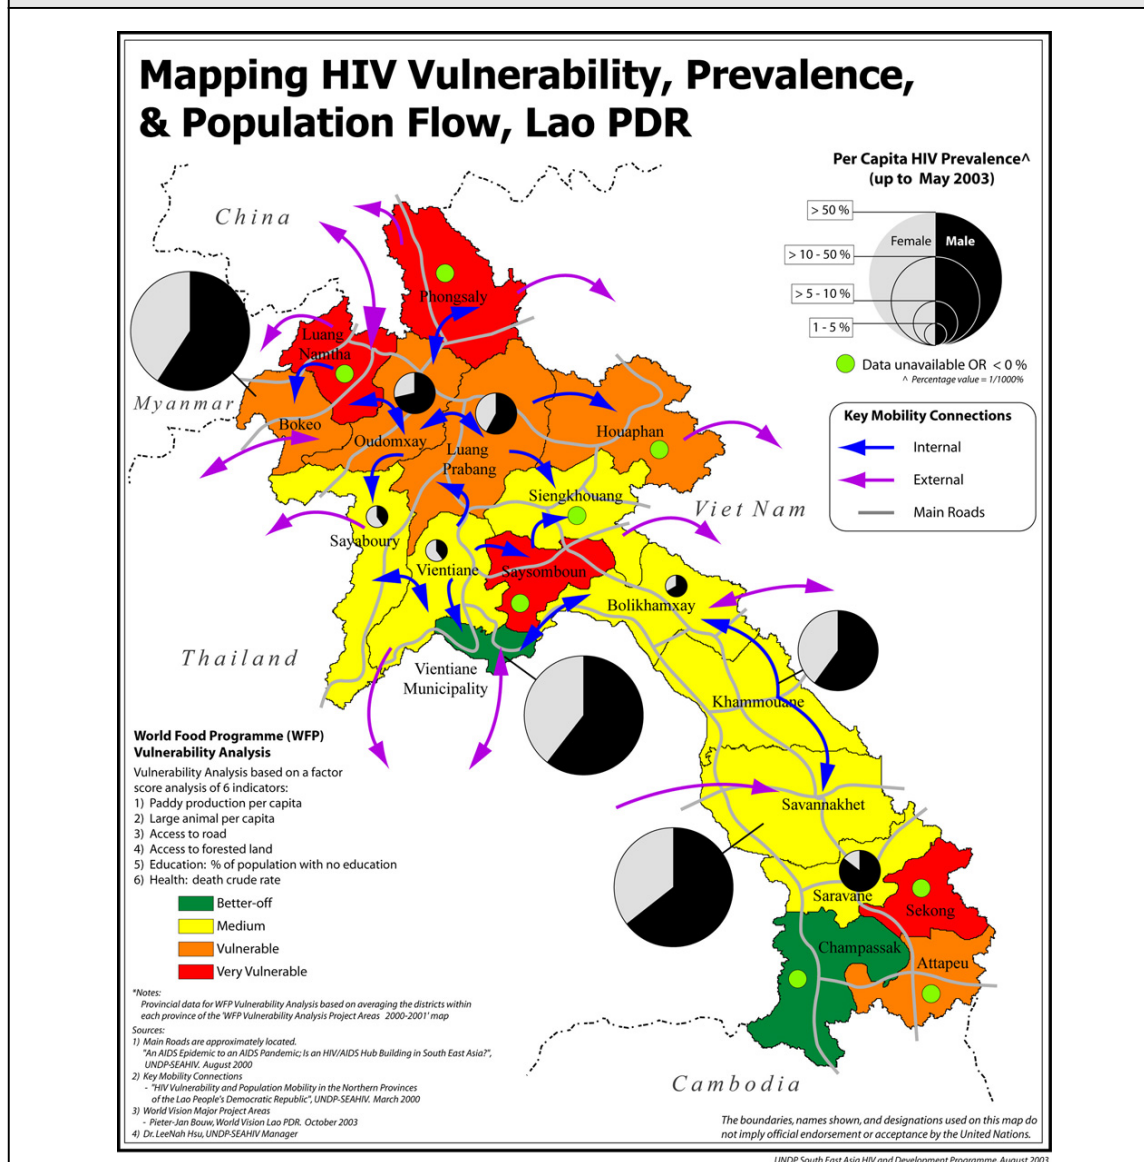 Mapping HIV Vulnerability, Prevalence,
& Population Flow, Lao PDR
Per Capita HIV Prevalence^
(up to May 2003)
> 50 %
Female
Male
> 10 - 50 %
> 5 - 10 %
1 - 5 %
Data unavailable OR < 0 %
^ Percentage value = 1/1000%
Key Mobility Connections
Internal
External
Main Roads
China
Phongsaly
Luang
Namtha
Myanmar
Bokeo
Oudomxay
Luang
Prabang
Houaphan
Siengkhouang
Viet Nam
Sayaboury
Vientiane
Saysomboun
Bolikhamxay
Thailand
Vientiane
Municipality
Khammouane
Savannakhet
Saravane
Sekong
Champassak
Attapeu
Cambodia
World Food Programme (WFP)
Vulnerability Analysis
Vulnerability Analysis based on a factor
score analysis of 6 indicators:
1) Paddy production per capita
2) Large animal per capita
3) Access to road
4) Access to forested land
5) Education: % of population with no education
6) Health: death crude rate
Better-off
Medium
Vulnerable
Very Vulnerable
*Notes:
Provincial data for WFP Vulnerability Analysis based on averaging the districts within
each province of the 'WFP Vulnerability Analysis Project Areas 2000-2001' map
Sources:
1) Main Roads are approximately located.
"An AIDS Epidemic to an AIDS Pandemic; Is an HIV/AIDS Hub Building in South East Asia?",
UNDP-SEAHIV. August 2000
2) Key Mobility Connections
- "HIV Vulnerability and Population Mobility in the Northern Provinces
of the Lao People's Democratic Republic", UNDP-SEAHIV. March 2000
3) World Vision Major Project Areas
- Pieter-Jan Bouw, World Vision Lao PDR. October 2003
4) Dr. LeeNah Hsu, UNDP-SEAHIV Manager
The boundaries, names shown, and designations used on this map do
not imply official endorsement or acceptance by the United Nations.
UNDP South East Asia HIV and Development Programme, August 2003